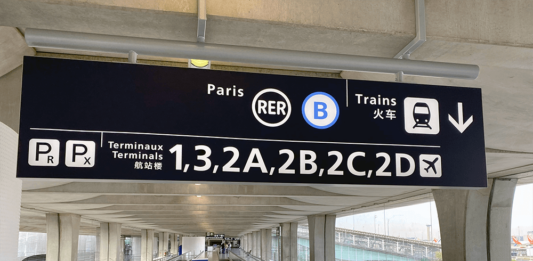 Paris RER B Trains
火车
PR PX Terminaux
Terminals
航站楼
1,3,2A,2B,2C,2D